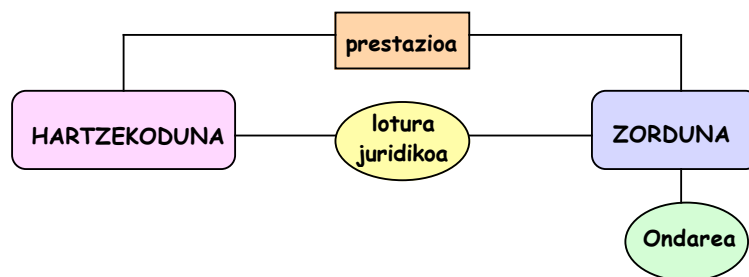 prestazioa
HARTZEKODUNA
lotura
juridikoa
ZORDUNA
Ondarea